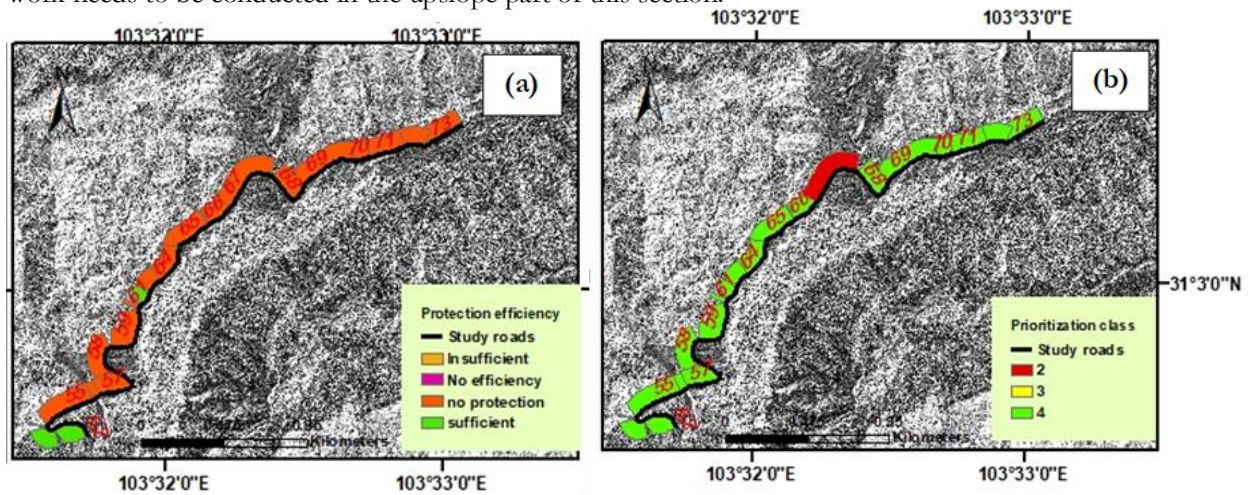 work needs to be conducted in the upslope part of this section.
103°32'0"E 103°33'0"E
103°32'0"E 103°33'0"E
N
(a)
73
71
70
69
68
67
66
65
64
61
59
58
57
55
Protection efficiency
Study roads
In sufficient
No efficiency
no protection
sufficient
Kilometers
103°32'0"E 103°33'0"E
N
(b)
73
71
70
69
68
66
65
64
61
59
58
57
55
31°3'0"N
Prioritization class
Study roads
2
3
4
Kilometers
103°32'0"E 103°33'0"E